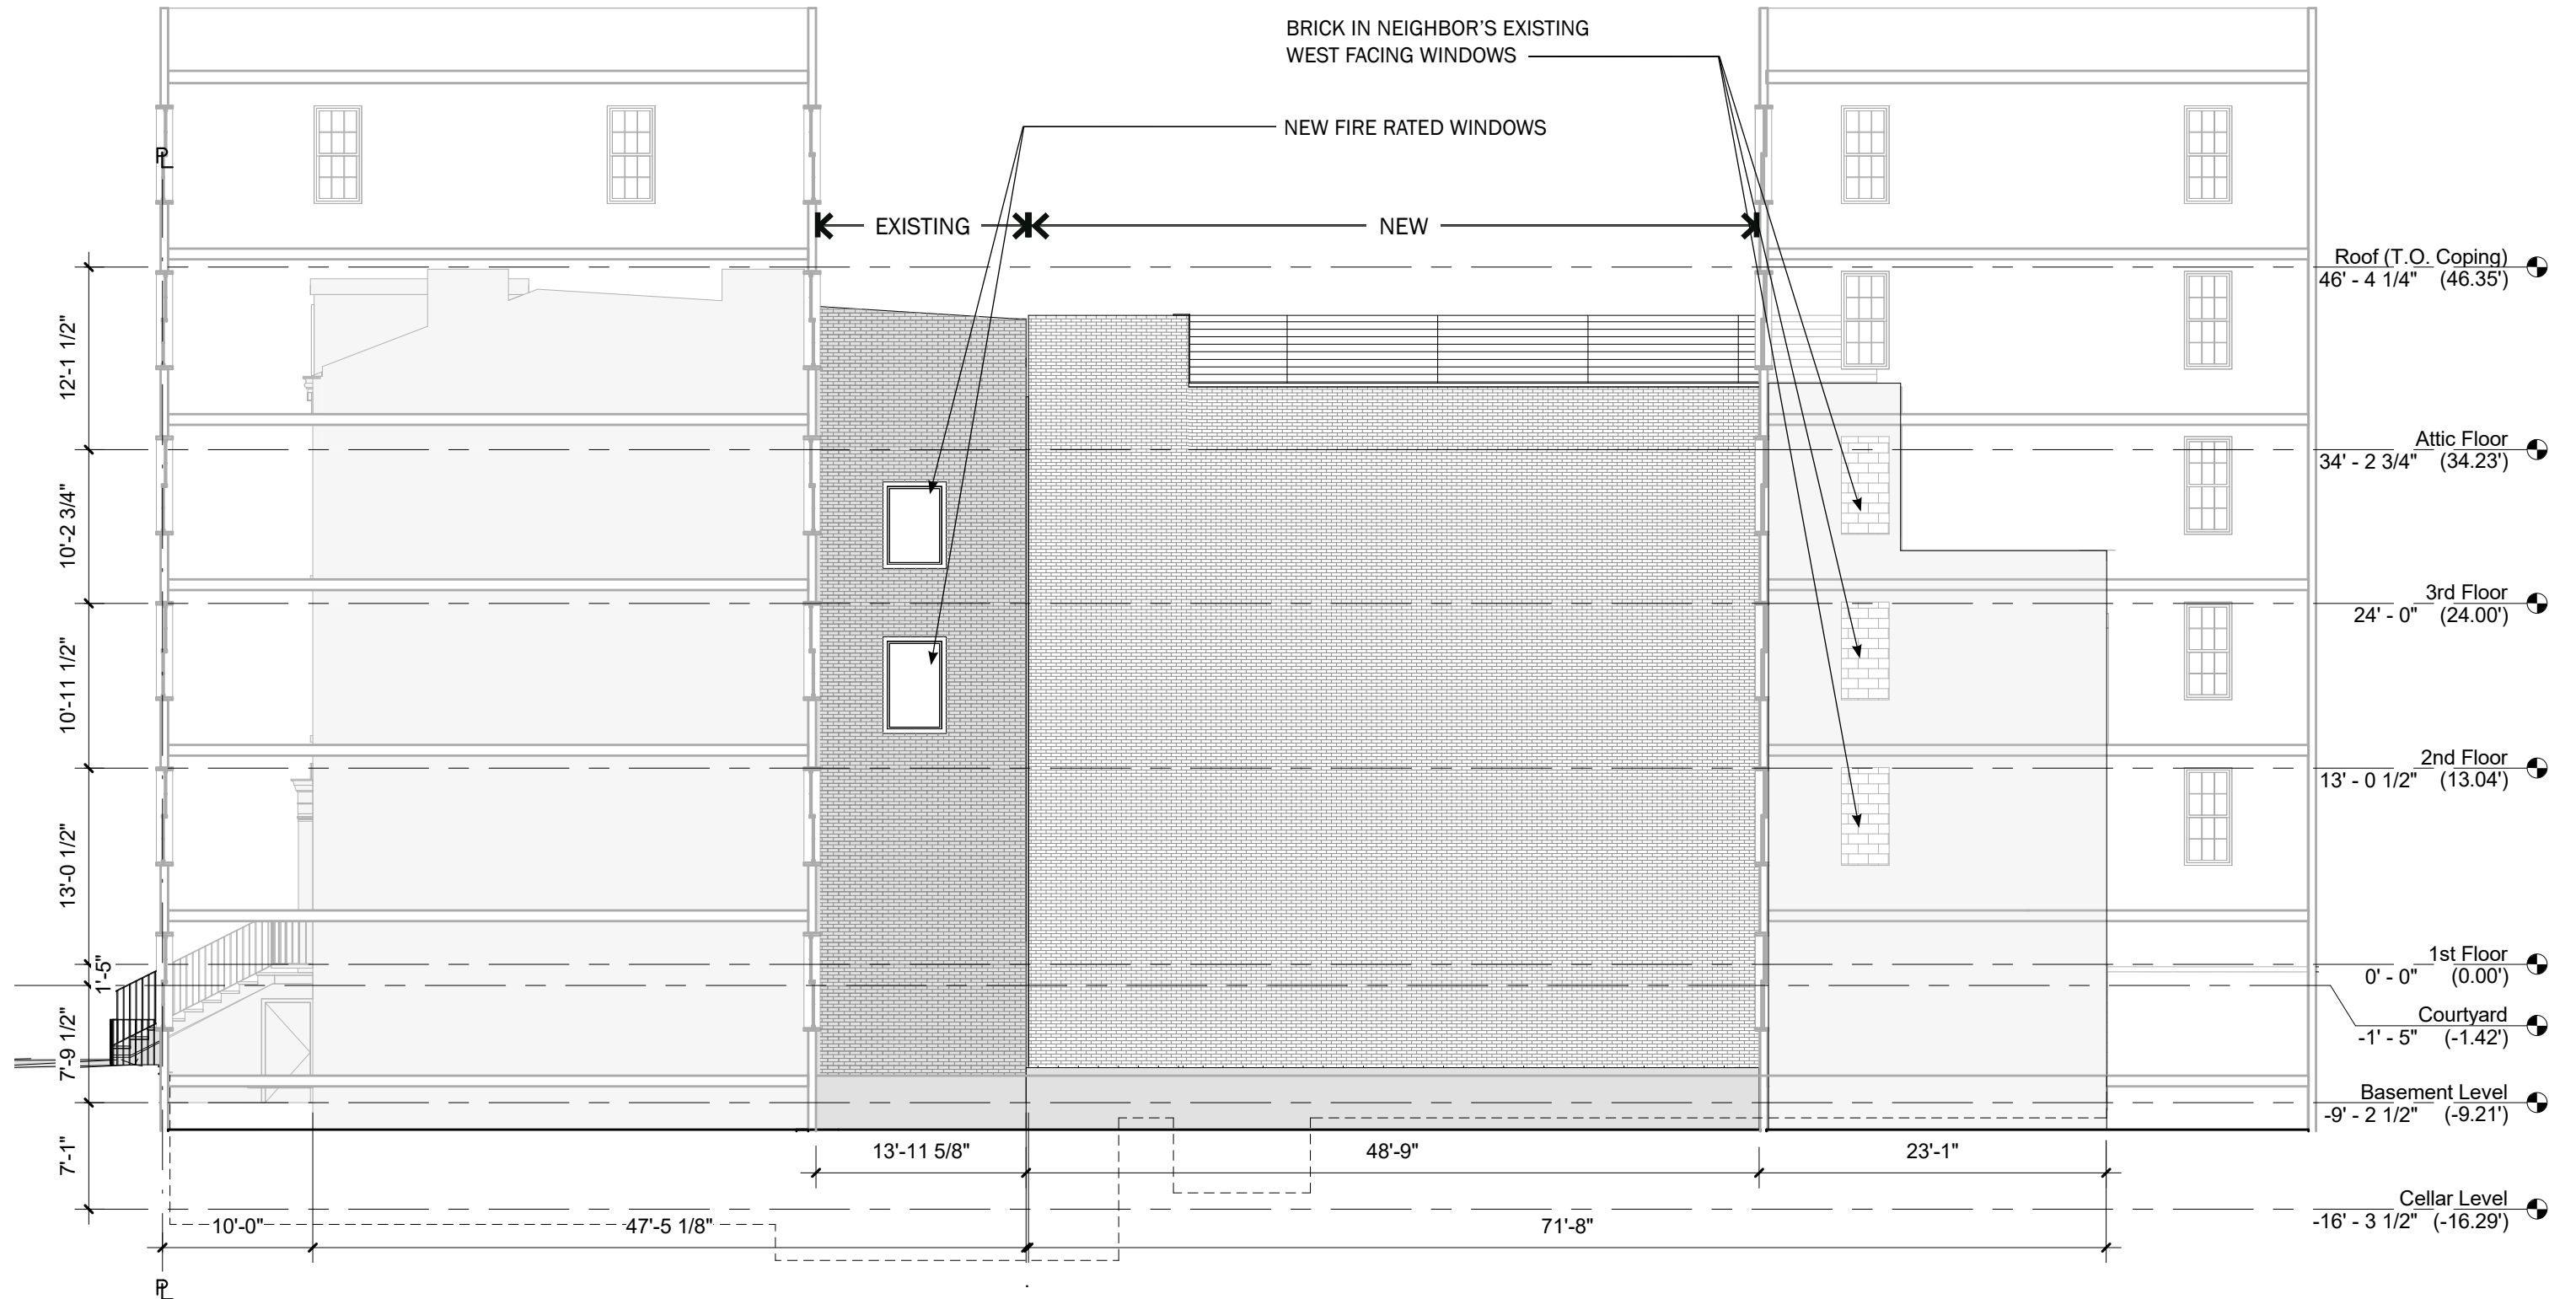 BRICK IN NEIGHBOR'S EXISTING
WEST FACING WINDOWS
NEW FIRE RATED WINDOWS
PL
EXISTING
NEW
Roof (T.O. Coping)
46' - 4 1/4" (46.35')
12'-1 1/2"
Attic Floor
34' - 2 3/4" (34.23')
10'-2 3/4"
3rd Floor
24' - 0" (24.00')
10'-11 1/2"
2nd Floor
13' - 0 1/2" (13.04')
13'-0 1/2"
1st Floor
0' - 0" (0.00')
1'-5"
Courtyard
-1' - 5" (-1.42')
7'-9 1/2"
Basement Level
-9' - 2 1/2" (-9.21')
7'-1"
13'-11 5/8"
48'-9"
23'-1"
Cellar Level
-16' - 3 1/2" (-16.29')
10'-0"
47'-5 1/8"
71'-8"
PL